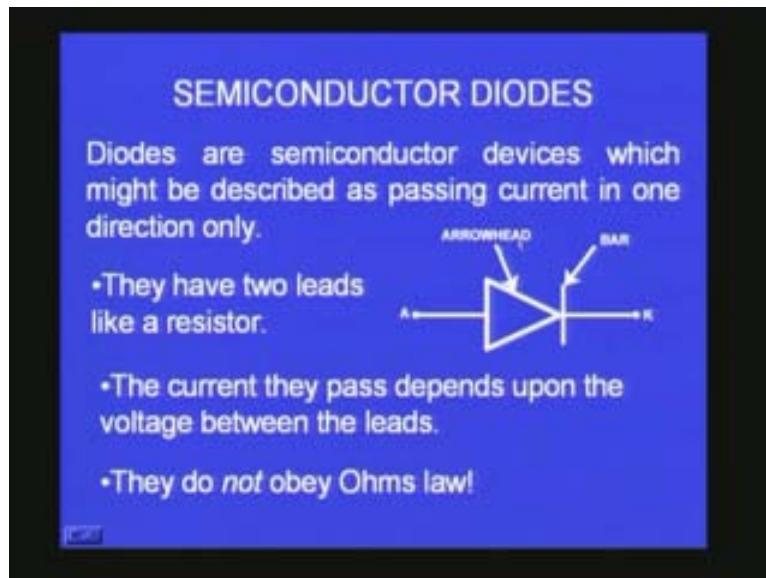 SEMICONDUCTOR DIODES
Diodes are semiconductor devices which
might be described as passing current in one
direction only.
ARROWHEAD
BAR
•They have two leads
like a resistor.
A
K
•The current they pass depends upon the
voltage between the leads.
•They do not obey Ohms law!